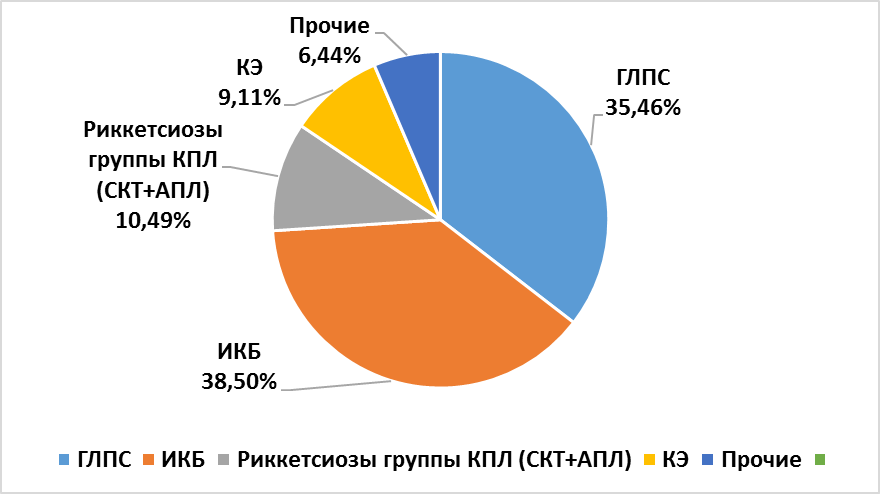 Прочие
6,44%
КЭ
9,11%
ГЛПС
35,46%
Риккетсиозы
группы КПЛ
(СКТ+АПЛ)
10,49%
ИКБ
38,50%
ГЛПС ИКБ Риккетсиозы группы КПЛ (СКТ+АПЛ) КЭ Прочие